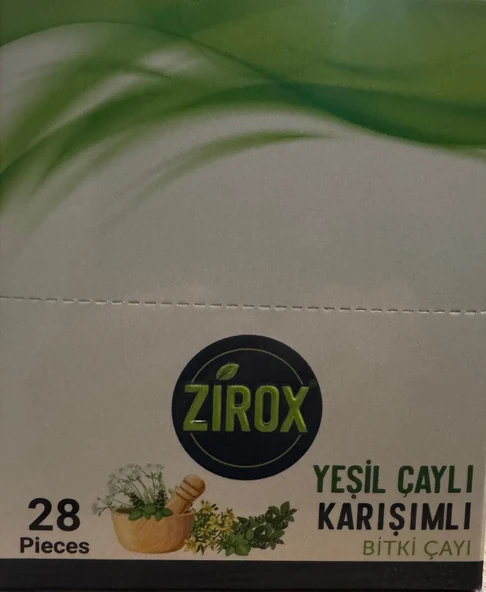 ZİROX®
YEŞİL ÇAYLI
KARIŞIMLI
BİTKİ ÇAYI
28
Pieces